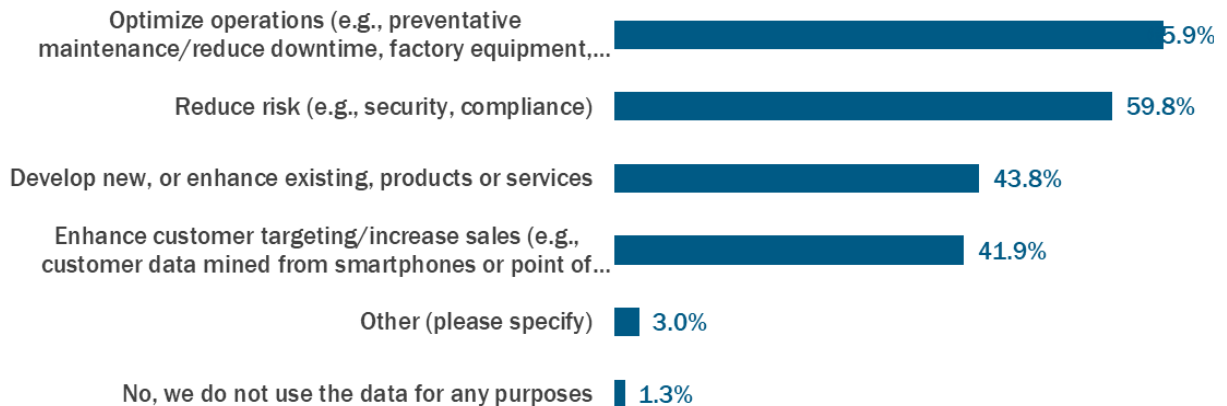 Optimize operations (e.g., preventative
maintenance/reduce downtime, factory equipment,...
5.9%
Reduce risk (e.g., security, compliance)
59.8%
Develop new, or enhance existing, products or services
43.8%
Enhance customer targeting/increase sales (e.g.,
customer data mined from smartphones or point of...
41.9%
Other (please specify)
3.0%
No, we do not use the data for any purposes
1.3%